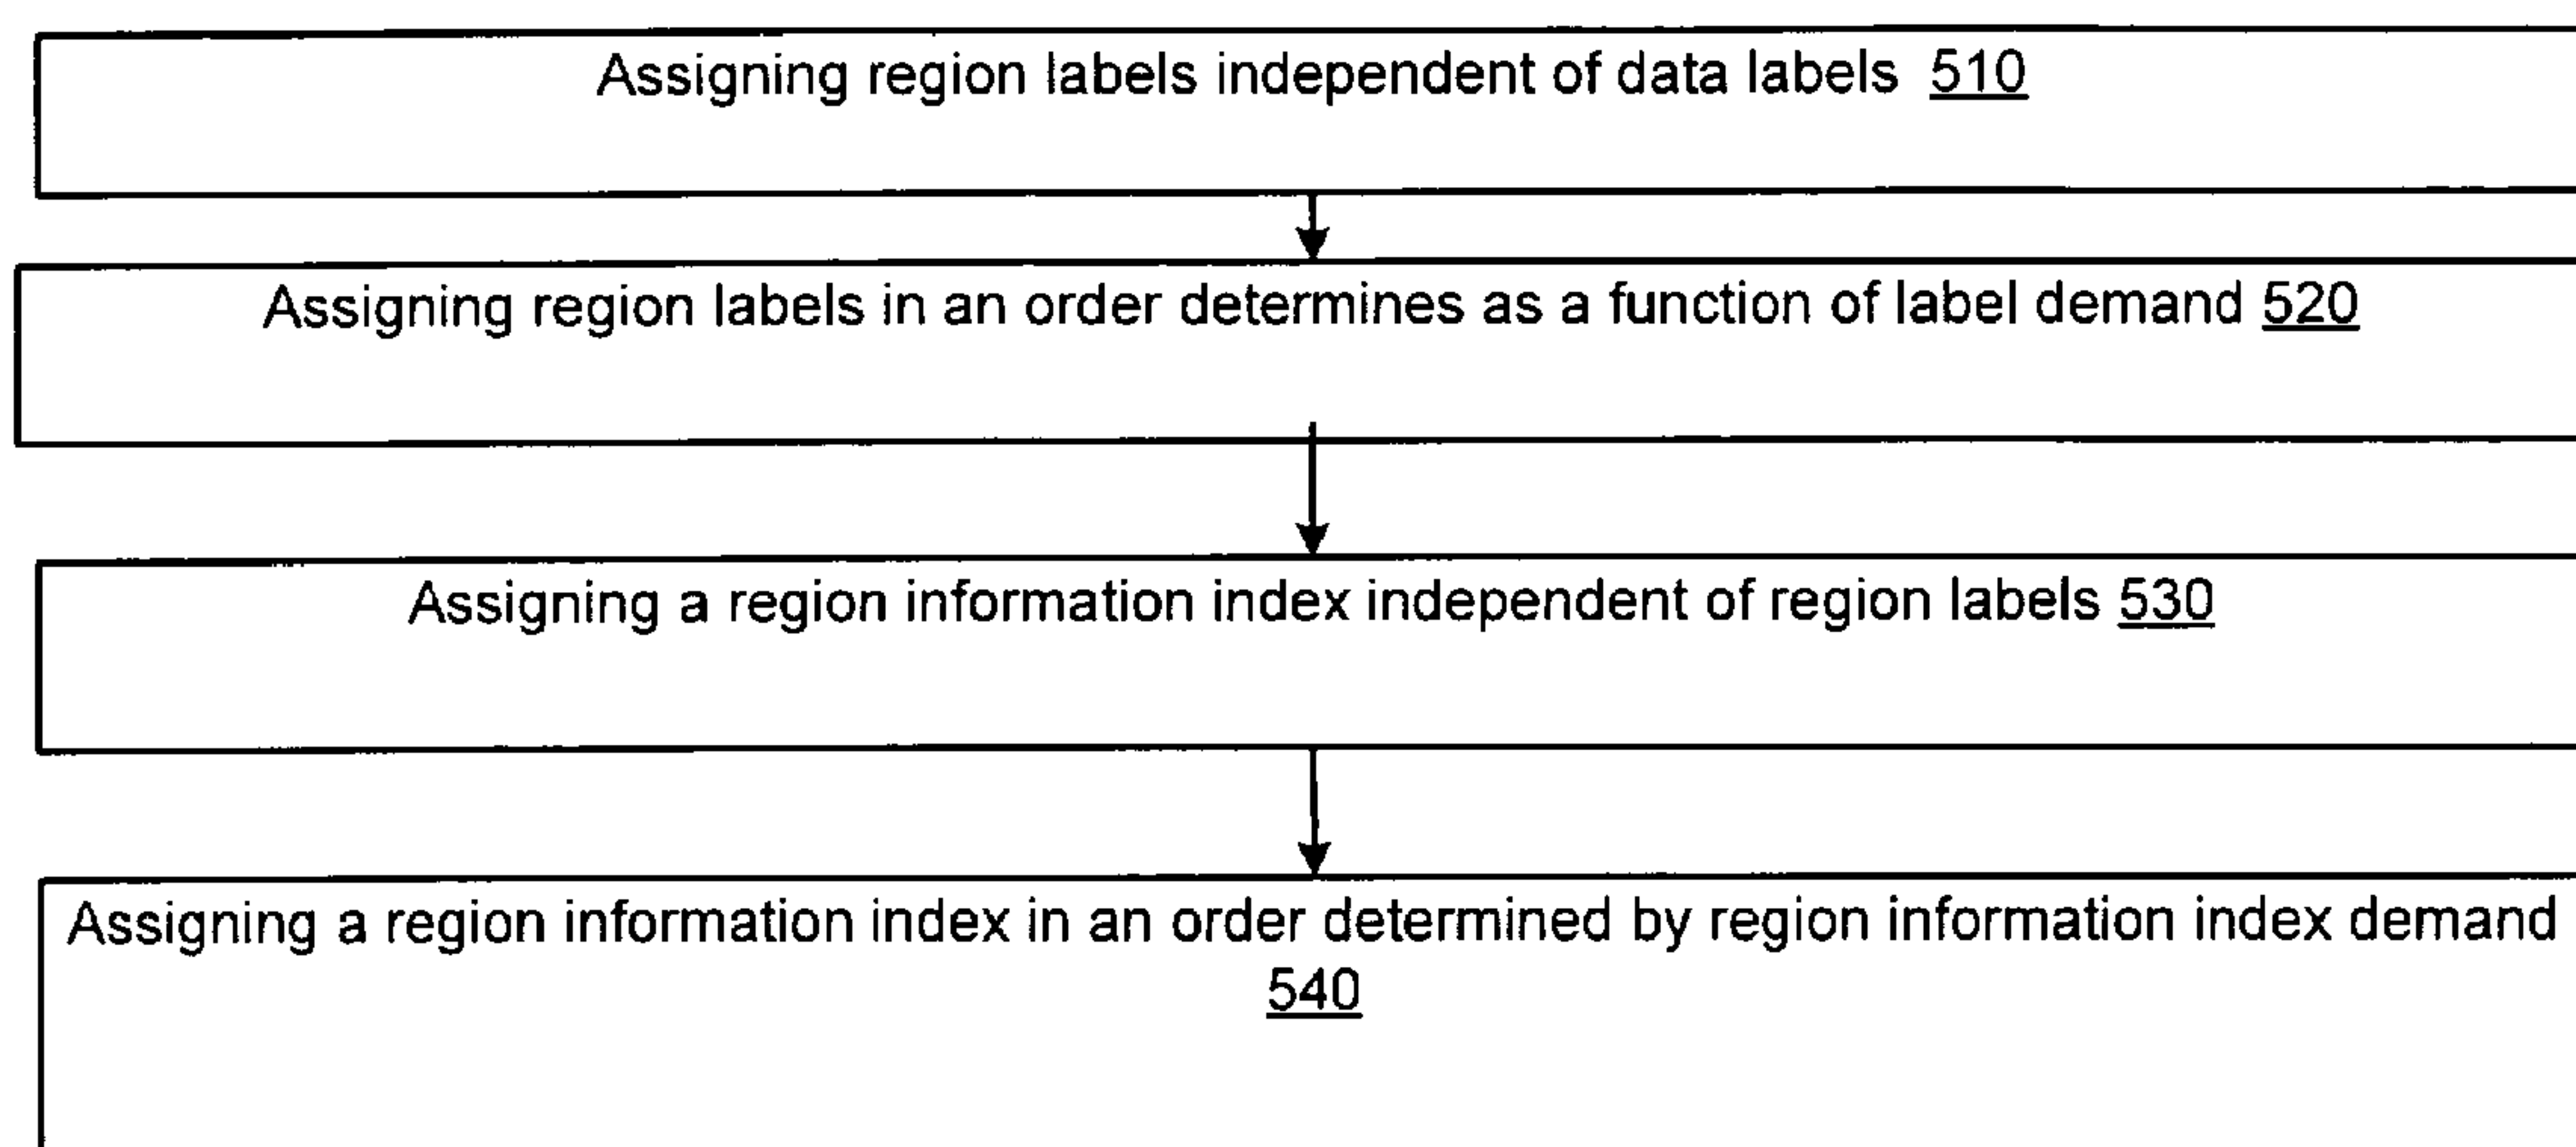 Assigning region labels independent of data labels 510
Assigning region labels in an order determines as a function of label demand 520
Assigning a region information index independent of region labels 530
Assigning a region information index in an order determined by region information index demand
540